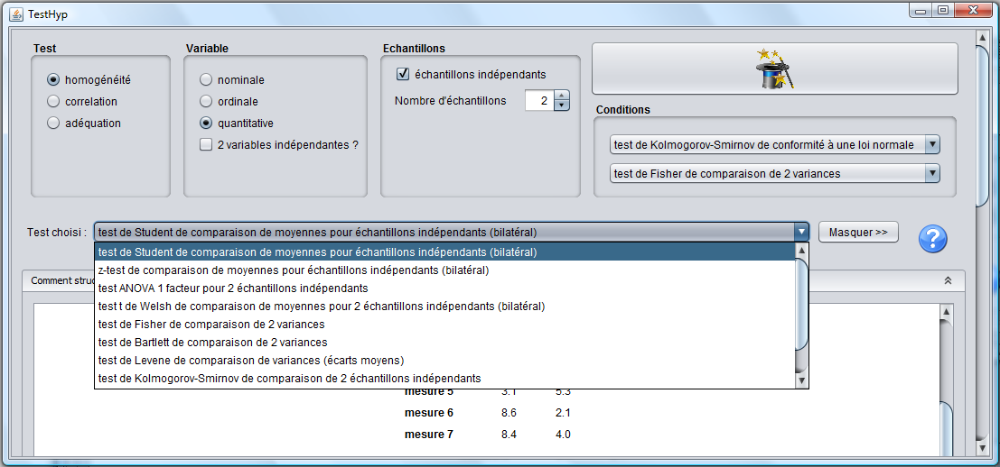 TestHyp
Test
Variable
Echantillons
homogénéité
correlation
adéquation
nominale
ordinale
quantitative
2 variables indépendantes ?
échantillons indépendants
Nombre d'échantillons 2
Conditions
test de Kolmogorov-Smirnov de conformité à une loi normale
test de Fisher de comparaison de 2 variances
Test choisi : test de Student de comparaison de moyennes pour échantillons indépendants (bilatéral) Masquer >>
test de Student de comparaison de moyennes pour échantillons indépendants (bilatéral)
z-test de comparaison de moyennes pour échantillons indépendants (bilatéral)
test ANOVA 1 facteur pour 2 échantillons indépendants
test t de Welsh de comparaison de moyennes pour 2 échantillons indépendants (bilatéral)
test de Fisher de comparaison de 2 variances
test de Bartlett de comparaison de 2 variances
test de Levene de comparaison de variances (écarts moyens)
test de Kolmogorov-Smirnov de comparaison de 2 échantillons indépendants
Comment struc
mesure 5 3.1 5.3
mesure 6 8.6 2.1
mesure 7 8.4 4.0